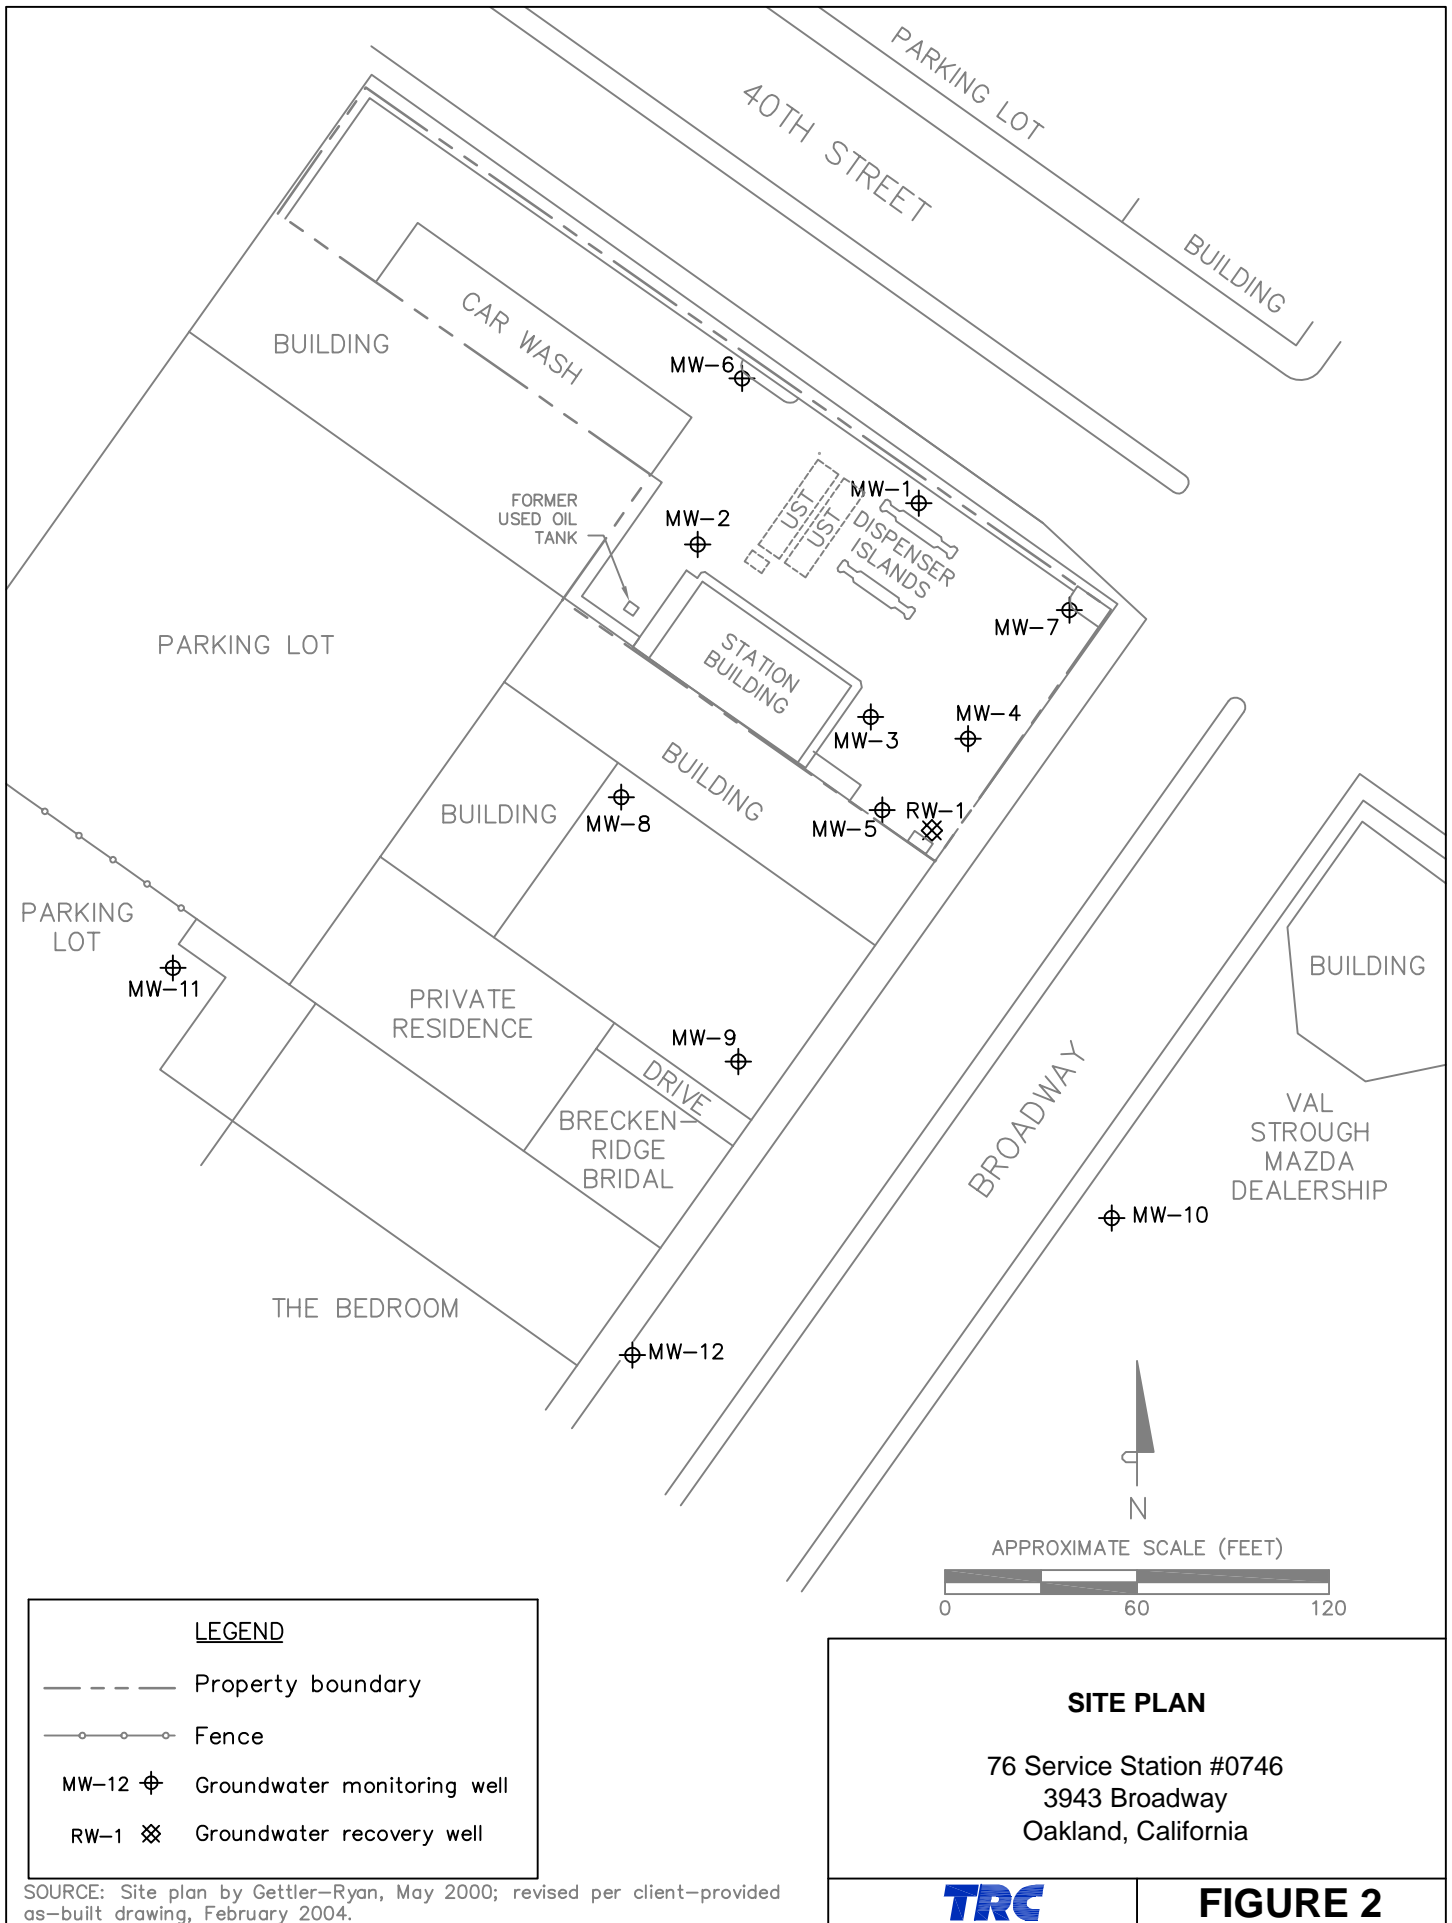 PARKING LOT
40TH STREET
BUILDING
CAR WASH
BUILDING
MW-6
FORMER
USED OIL
TANK
MW-2
UST
UST
MW-1
DISPENSER
ISLANDS
MW-7
PARKING LOT
STATION
BUILDING
MW-3
MW-4
BUILDING
BUILDING
MW-8
MW-5
RW-1
PARKING
LOT
MW-11
BUILDING
PRIVATE
RESIDENCE
MW-9
DRIVE
BRECKEN-
RIDGE
BRIDAL
BROADWAY
VAL
STROUGH
MAZDA
DEALERSHIP
MW-10
THE BEDROOM
MW-12
N
APPROXIMATE SCALE (FEET)
0 60 120
LEGEND
Property boundary
Fence
MW-12 Groundwater monitoring well
RW-1 Groundwater recovery well
SOURCE: Site plan by Gettler-Ryan, May 2000; revised per client-provided
as-built drawing, February 2004.
SITE PLAN
76 Service Station #0746
3943 Broadway
Oakland, California
TRC
FIGURE 2